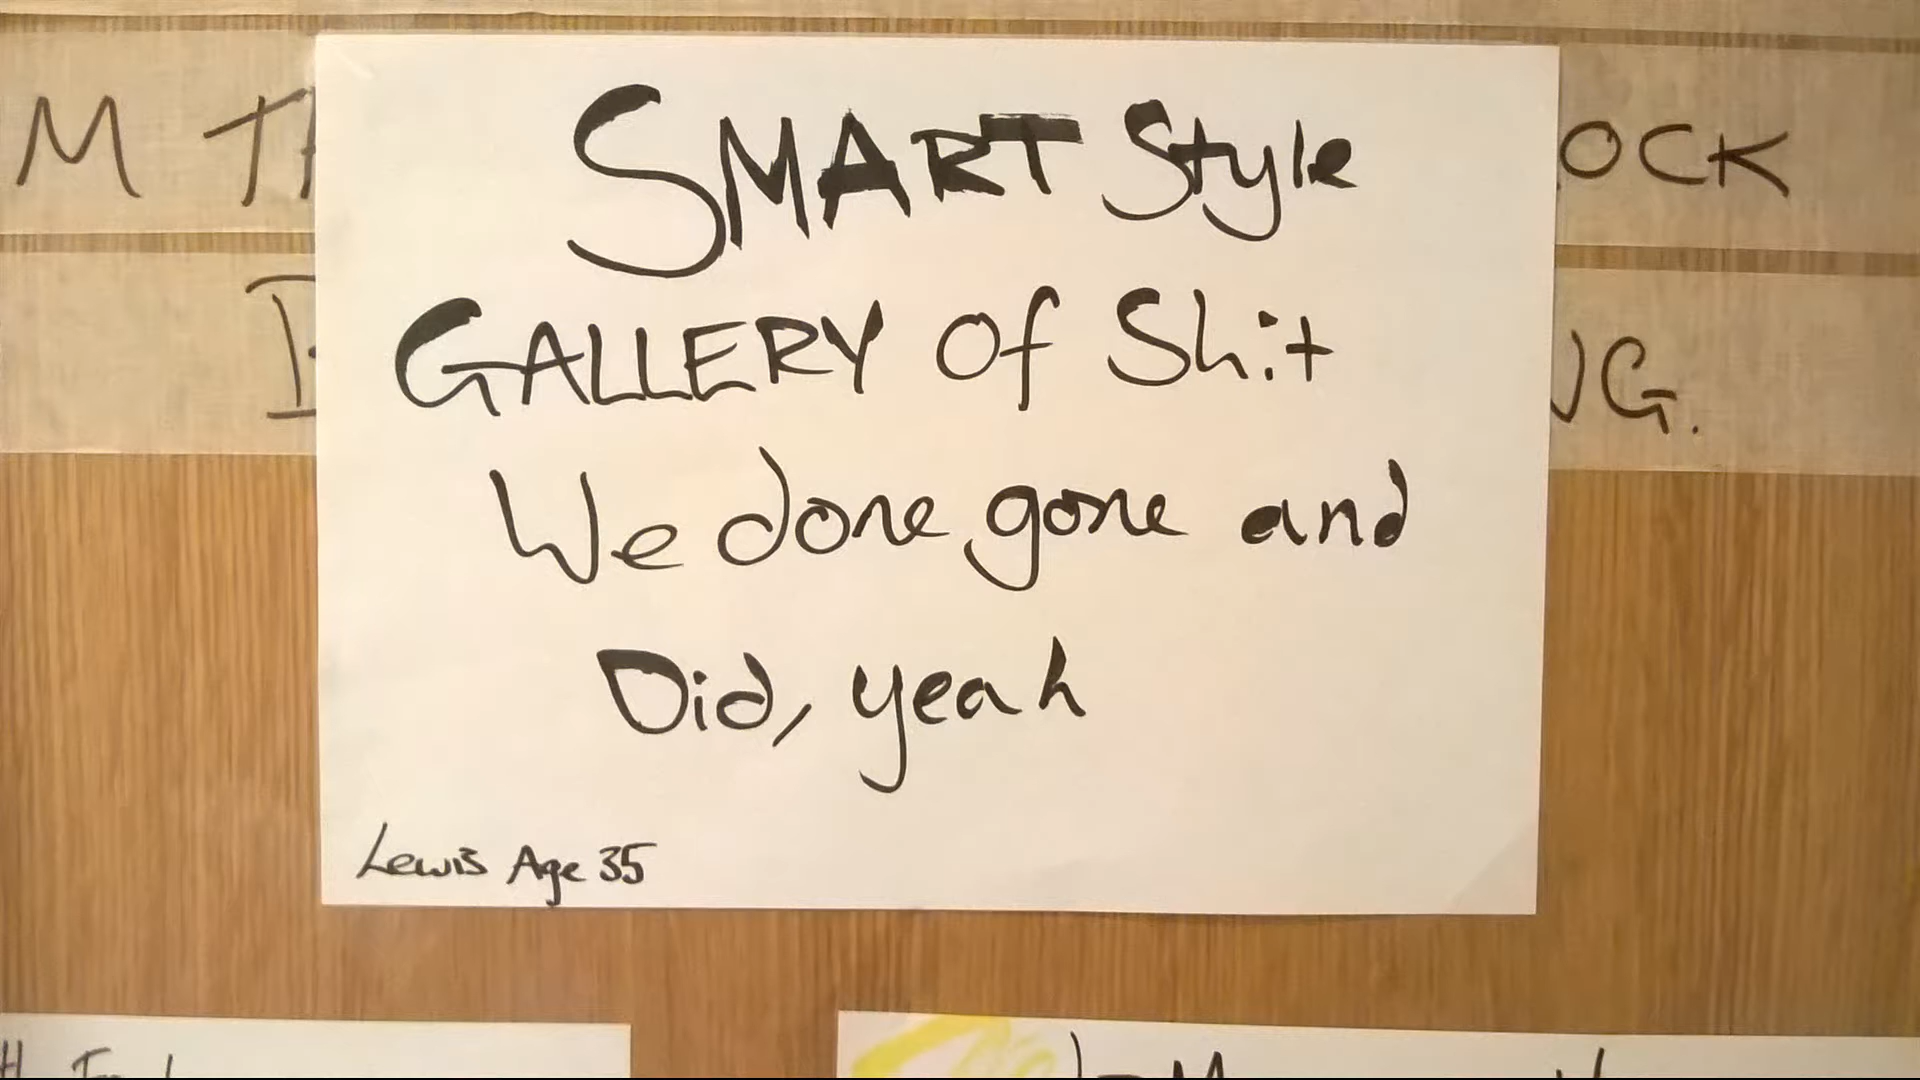 SMART Style
GALLERY of Shit
We done gone and
Did, yeah
Lewis Age 35